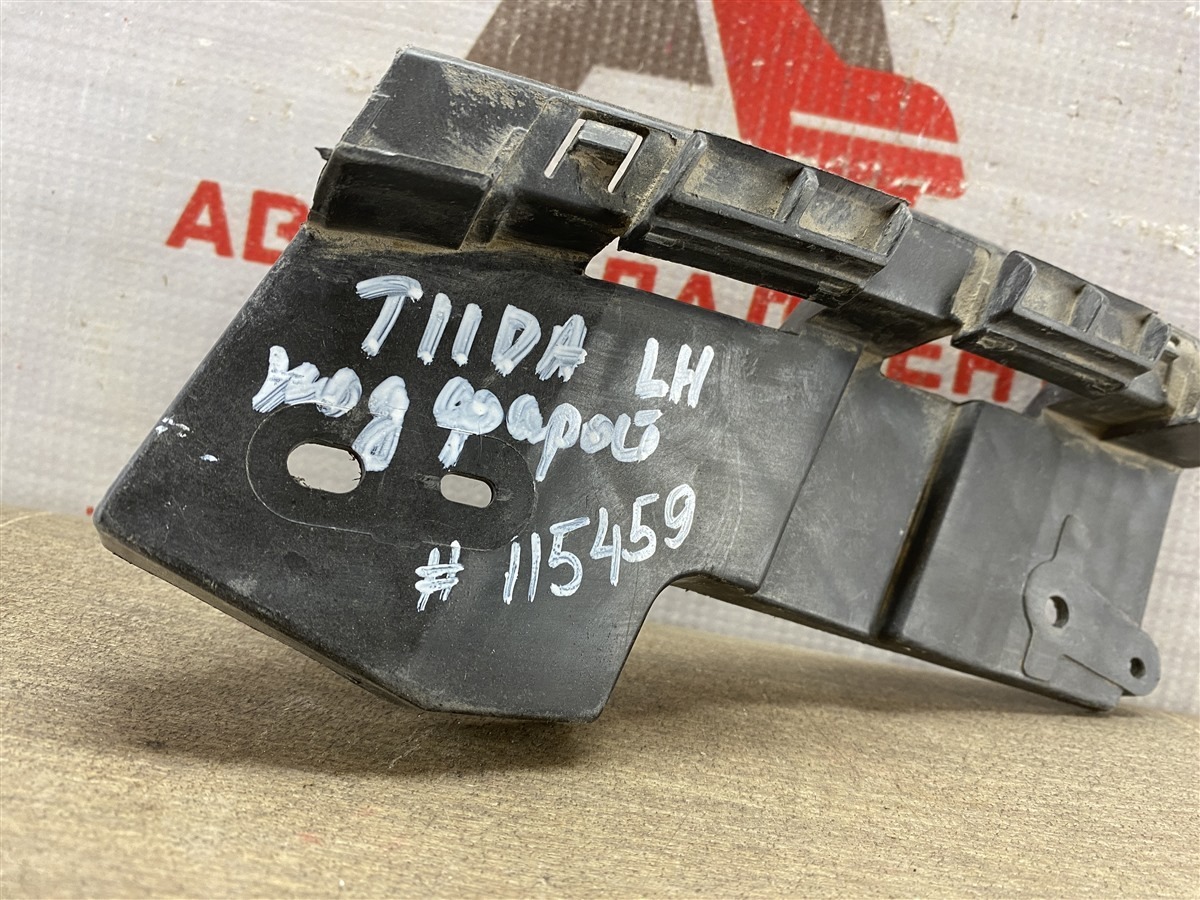 TIIDA LH
под фарой
# 115459